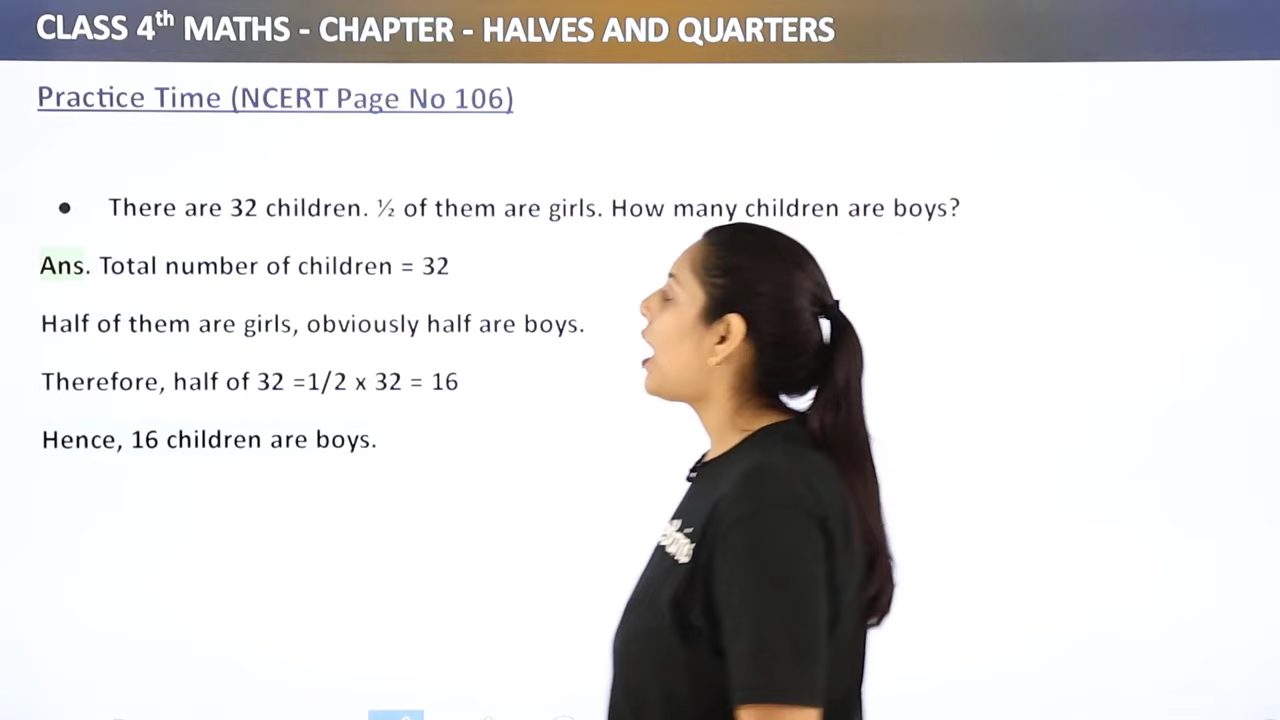 CLASS 4th MATHS - CHAPTER - HALVES AND QUARTERS
Practice Time (NCERT Page No 106)
● There are 32 children. ½ of them are girls. How many children are boys?
Ans. Total number of children = 32
Half of them are girls, obviously half are boys.
Therefore, half of 32 =1/2 x 32 = 16
Hence, 16 children are boys.